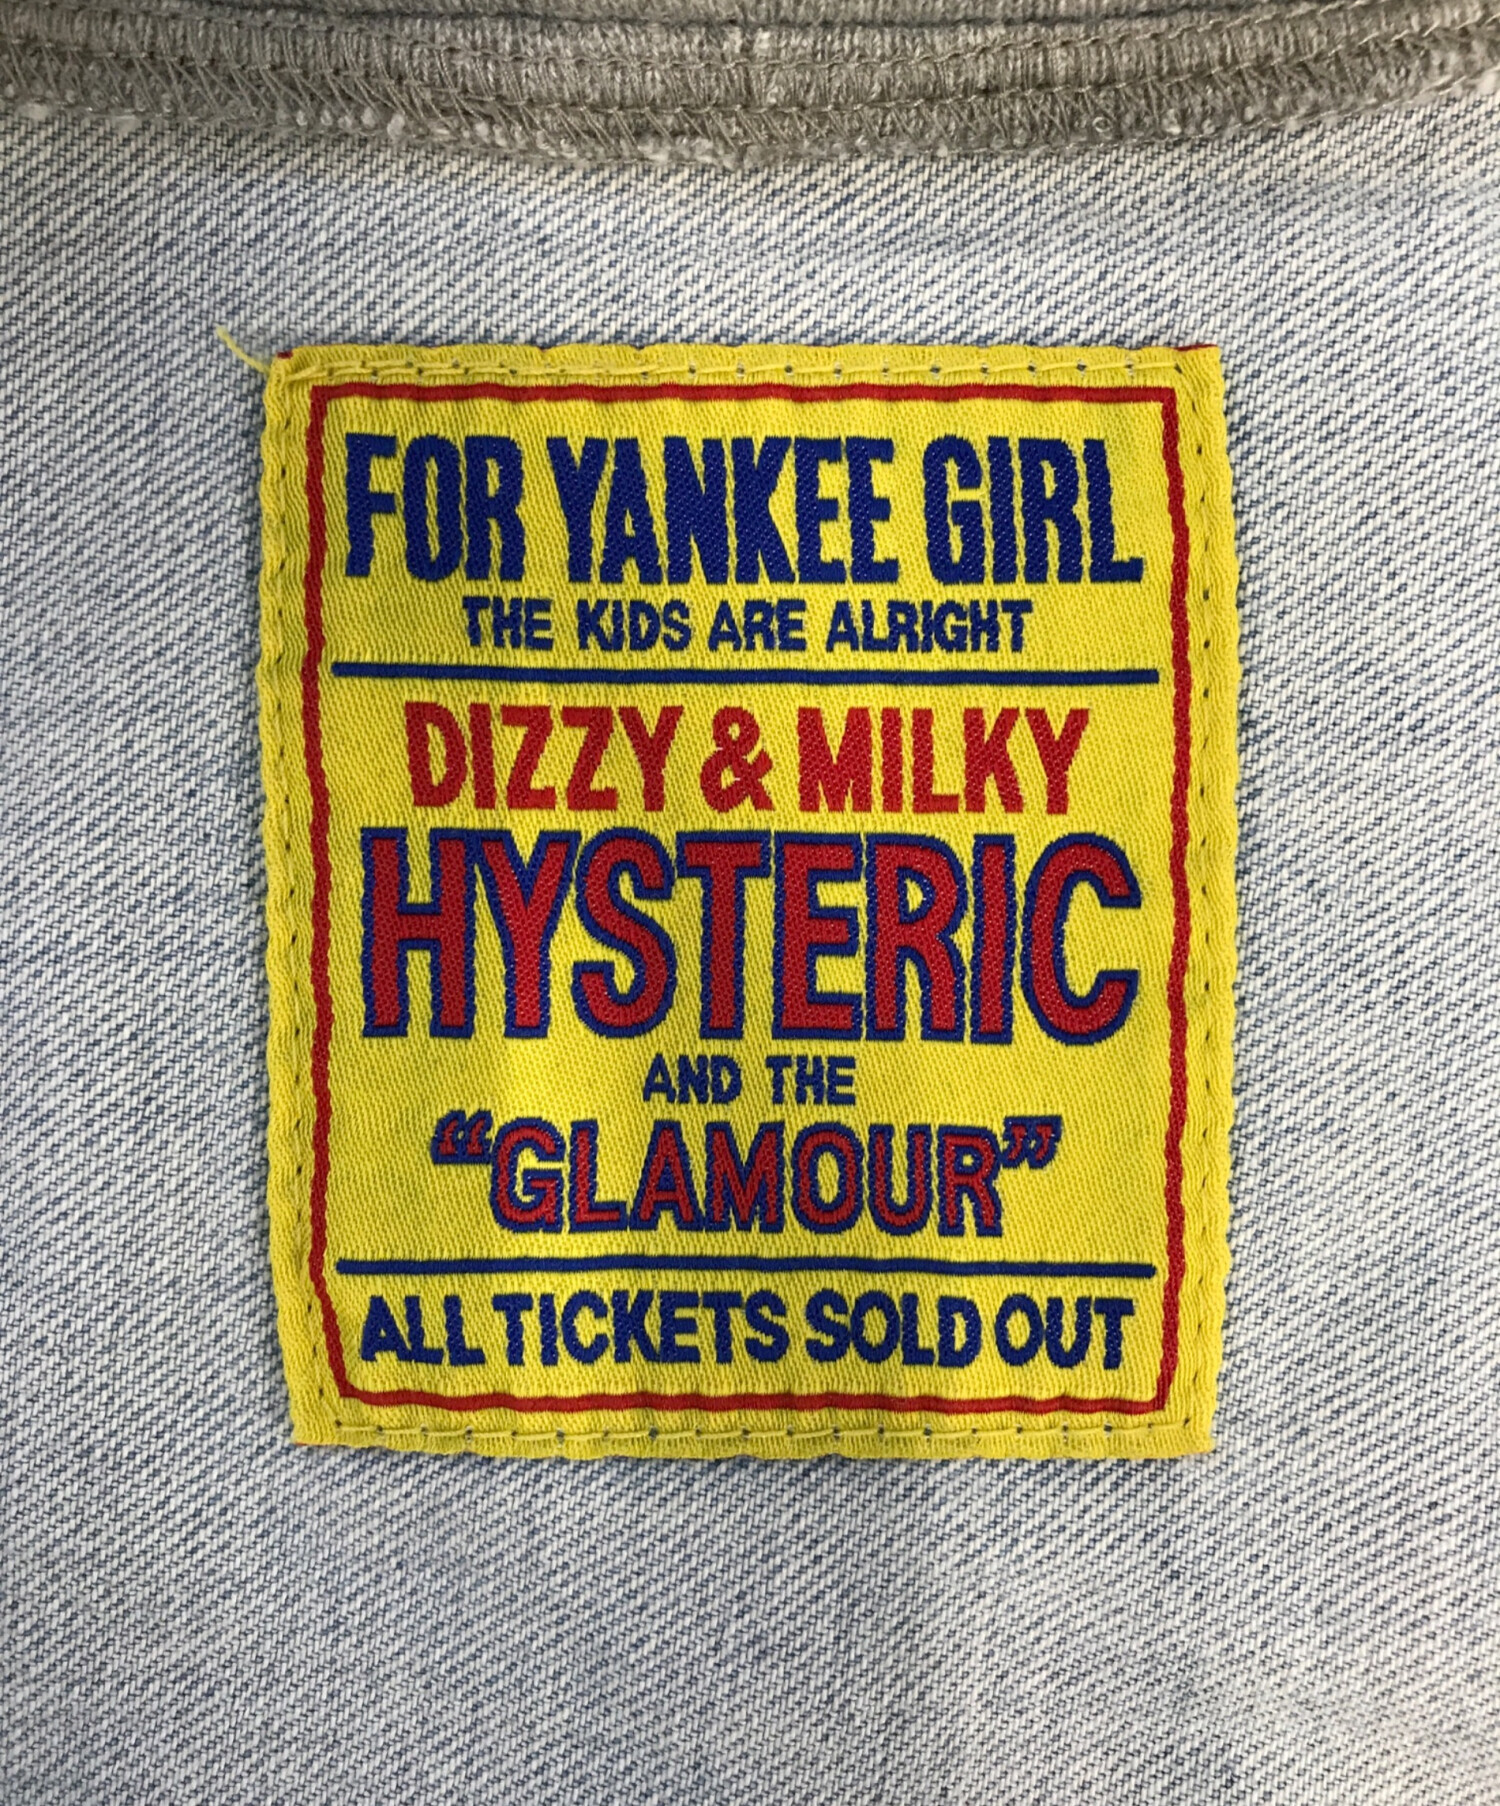 FOR YANKEE GIRL
THE KIDS ARE ALRIGHT
DIZZY & MILKY
HYSTERIC
AND THE
“GLAMOUR”
ALL TICKETS SOLD OUT